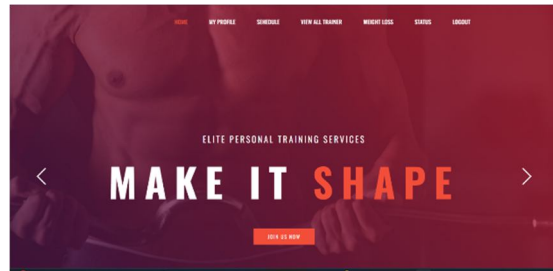 HOME MY PROFILE SCHEDULE VIEW ALL TRAINER WEIGHT LOSS STATUS LOGOUT
ELITE PERSONAL TRAINING SERVICES
MAKE IT SHAPE
JOIN US NOW